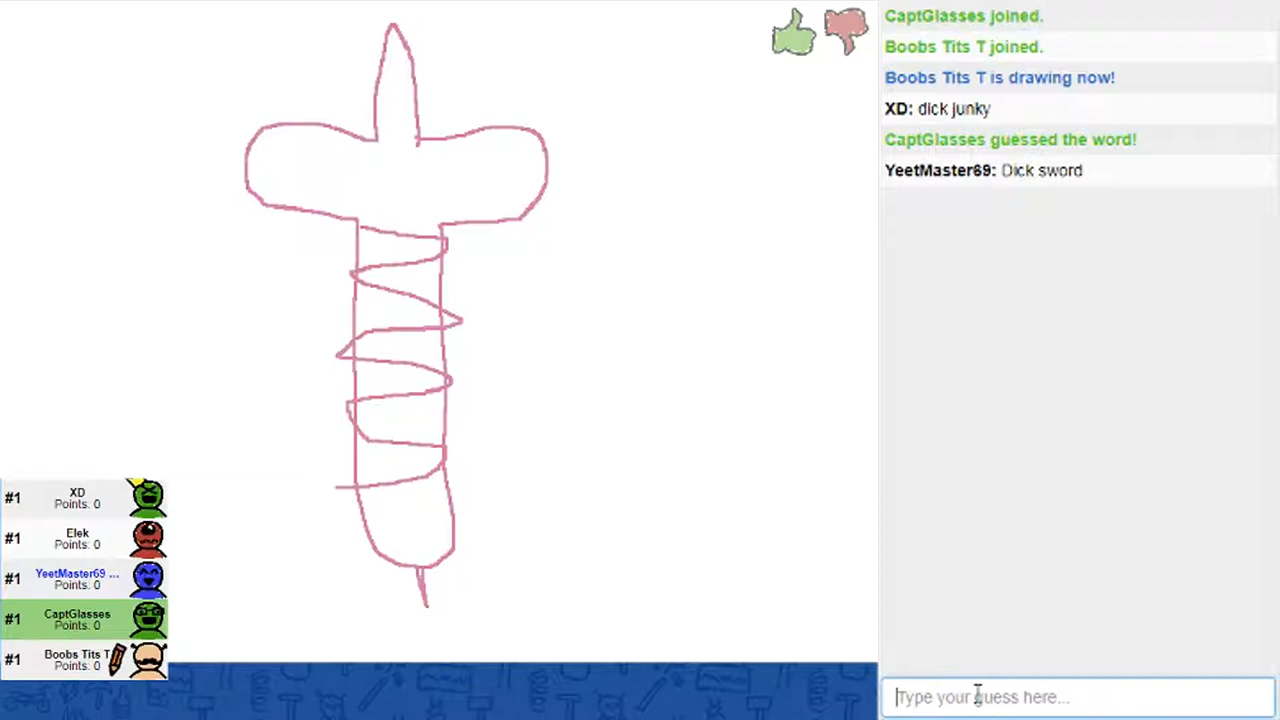 CaptGlasses joined.
Boobs Tits T joined.
Boobs Tits T is drawing now!
XD: dick junky
CaptGlasses guessed the word!
YeetMaster69: Dick sword
#1 XD
Points: 0
#1 Elek
Points: 0
#1 YeetMaster69 ...
Points: 0
#1 CaptGlasses
Points: 0
#1 Boobs Tits T
Points: 0
Type your guess here...